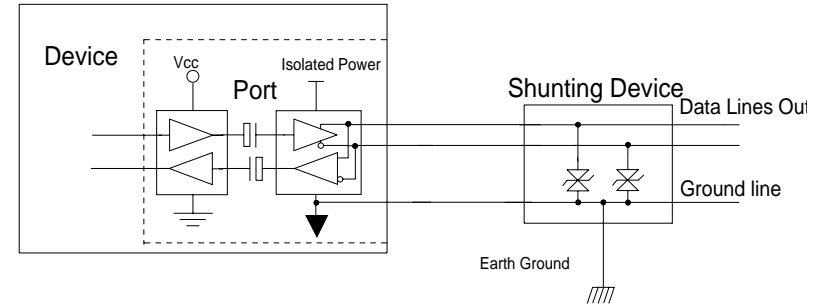 Device
Vcc
Port
Isolated Power
Shunting Device
Data Lines Out
Ground line
Earth Ground